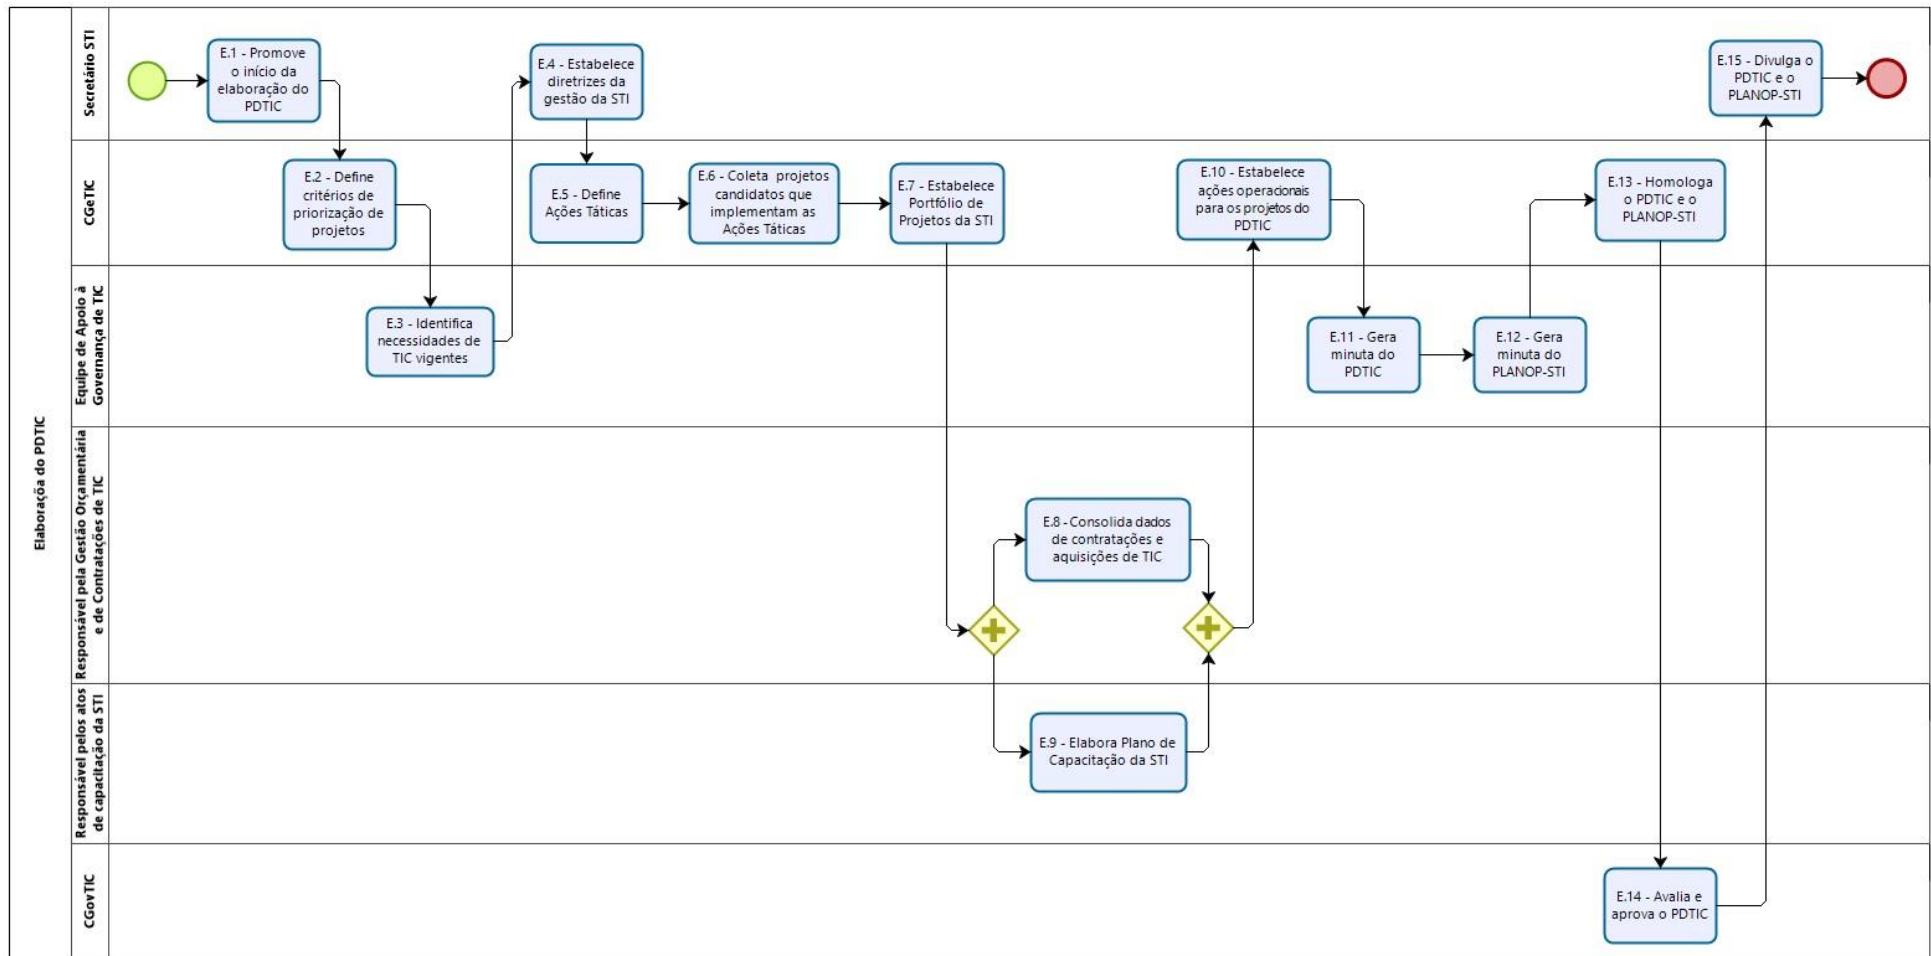 Elaboração do PDTIC
Secretário STI
E.1 - Promove
o início da
elaboração do
PDTIC
E.4 - Estabelece
diretrizes da
gestão da STI
E.15 - Divulga o
PDTIC e o
PLANOP-STI
CGeTIC
E.2 - Define
critérios de
priorização de
projetos
E.5 - Define
Ações Táticas
E.6 - Coleta projetos
candidatos que
implementam as
Ações Táticas
E.7 - Estabelece
Portfólio de
Projetos da STI
E.10 - Estabelece
ações operacionais
para os projetos do
PDTIC
E.13 - Homologa
o PDTIC e o
PLANOP-STI
Equipe de Apoio à
Governança de TIC
E.3 - Identifica
necessidades de
TIC vigentes
E.11 - Gera
minuta do
PDTIC
E.12 - Gera
minuta do
PLANOP-STI
Responsável pela Gestão Orçamentária
e de Contratações de TIC
E.8 - Consolida dados
de contratações e
aquisições de TIC
Responsável pelos atos
de capacitação da STI
E.9 - Elabora Plano de
Capacitação da STI
CGovTIC
E.14 - Avalia e
aprova o PDTIC